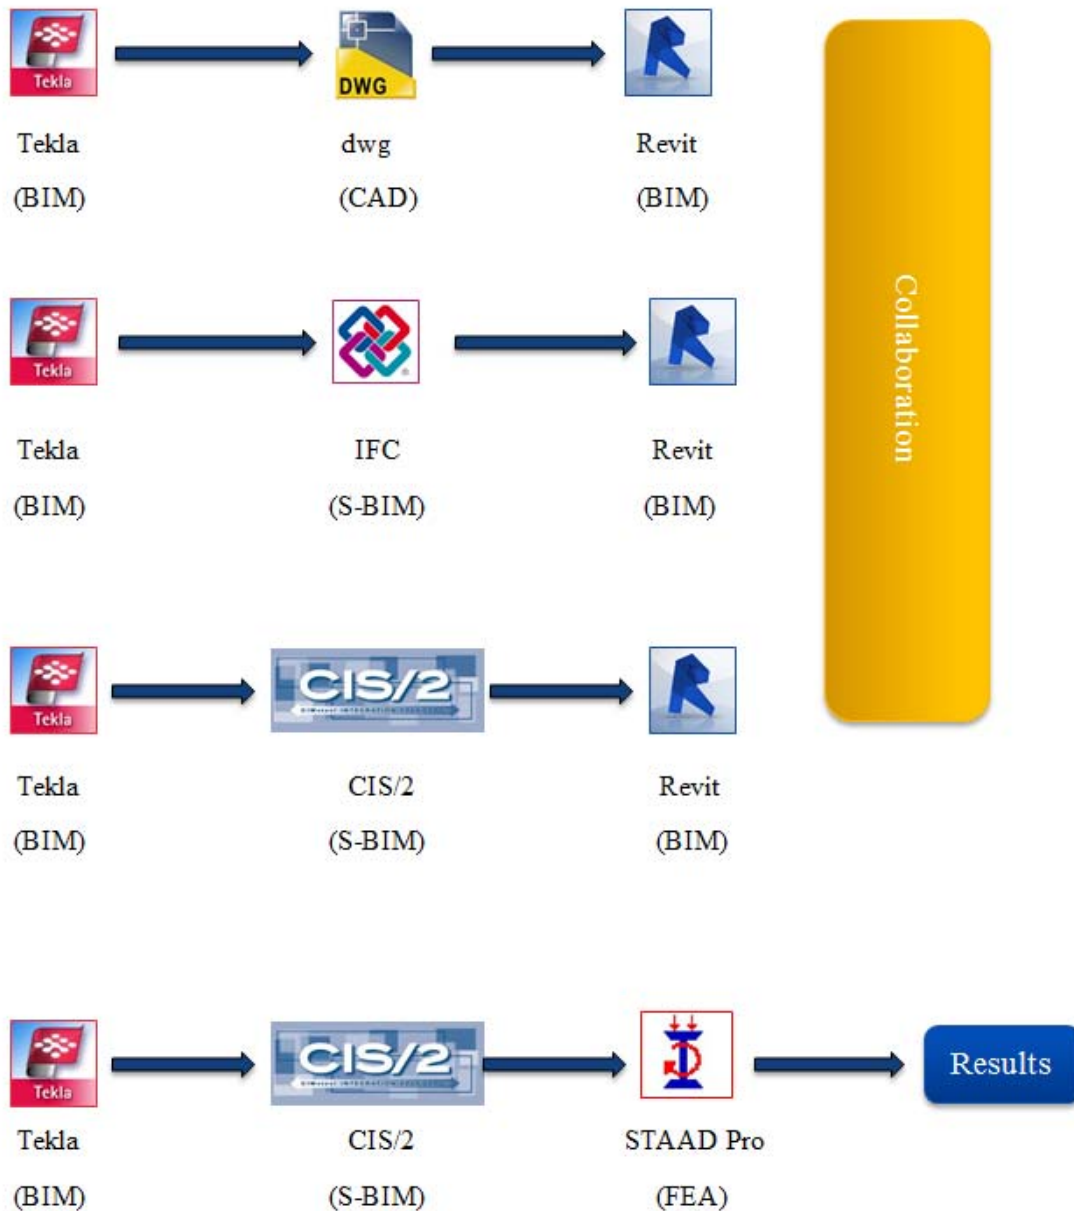 Tekla
DWG
Tekla
dwg
Revit
(BIM)
(CAD)
(BIM)
Collaboration
Tekla
Tekla
IFC
Revit
(BIM)
(S-BIM)
(BIM)
Tekla
CIS/2
Tekla
CIS/2
Revit
(BIM)
(S-BIM)
(BIM)
Tekla
CIS/2
Results
Tekla
CIS/2
STAAD Pro
(BIM)
(S-BIM)
(FEA)